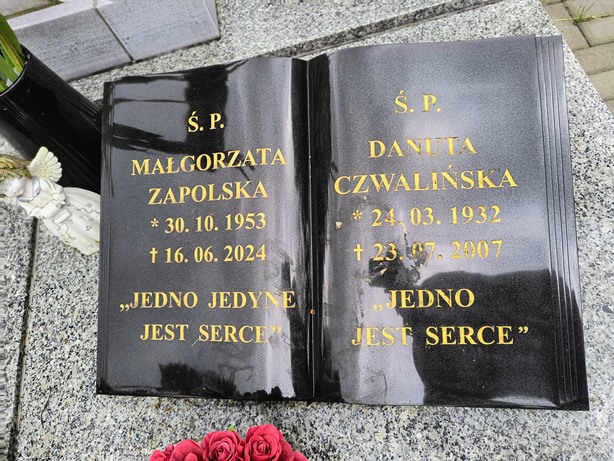 Ś. P.
MAŁGORZATA
ZAPOLSKA
* 30. 10. 1953
† 16. 06. 2024
„JEDNO JEDYNE
JEST SERCE”
Ś. P.
DANUTA
CZWALIŃSKA
* 24. 03. 1932
† 23. 07. 2007
„JEDNO
JEST SERCE”